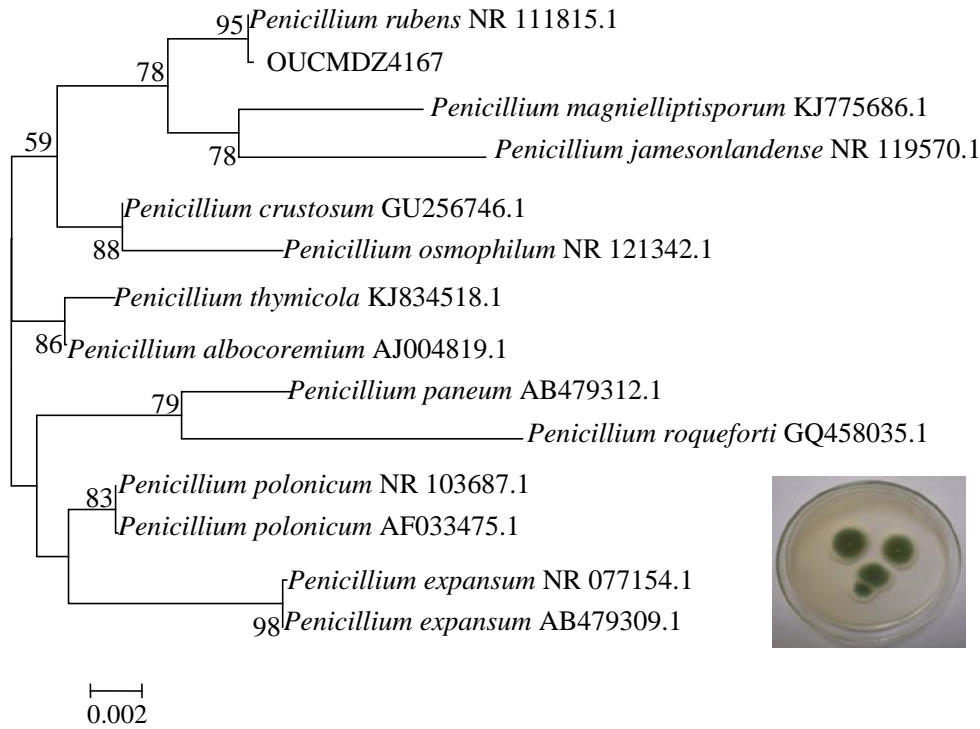 95 Penicillium rubens NR 111815.1
OUCMDZ4167
78
Penicillium magnielliptisporum KJ775686.1
59
78 Penicillium jamesonlandense NR 119570.1
Penicillium crustosum GU256746.1
88 Penicillium osmophilum NR 121342.1
Penicillium thymicola KJ834518.1
86 Penicillium albocoremium AJ004819.1
Penicillium paneum AB479312.1
79
Penicillium roqueforti GQ458035.1
Penicillium polonicum NR 103687.1
83
Penicillium polonicum AF033475.1
Penicillium expansum NR 077154.1
98 Penicillium expansum AB479309.1
0.002